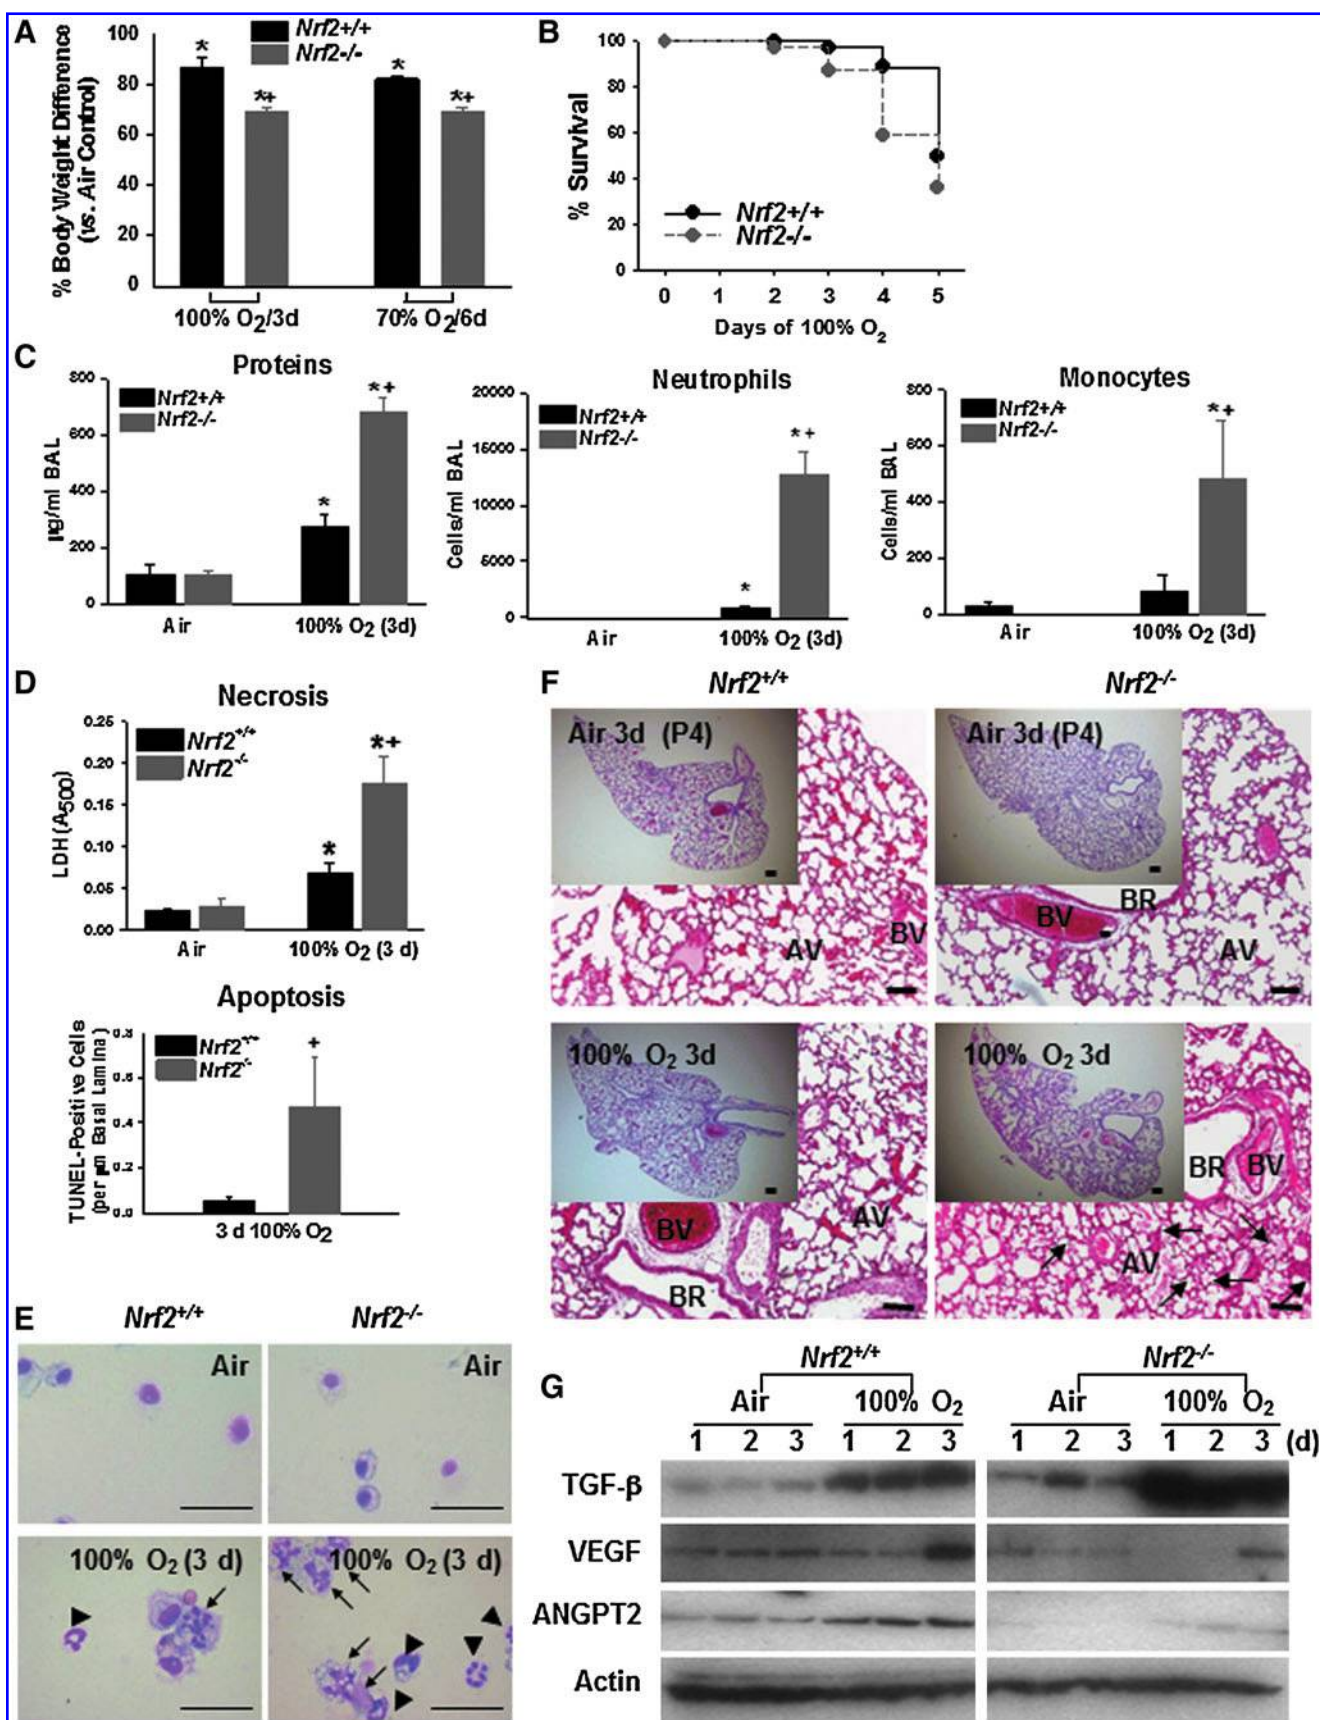 A
% Body Weight Difference
(vs. Air Control)
100
80
60
40
20
0
Nrf2+/+
Nrf2-/-
*
*+
*
*+
100% O2/3d
70% O2/6d
B
% Survival
100
80
60
40
20
0
Nrf2+/+
Nrf2-/-
0 1 2 3 4 5
Days of 100% O2
C
Proteins
µg/ml BAL
800
600
400
200
0
Nrf2+/+
Nrf2-/-
*
*+
Air
100% O2 (3d)
Neutrophils
Cells/ml BAL
20000
16000
10000
6000
0
Nrf2+/+
Nrf2-/-
*
*+
Air
100% O2 (3d)
Monocytes
Cells/ml BAL
800
600
400
200
0
Nrf2+/+
Nrf2-/-
*+
Air
100% O2 (3d)
D
Necrosis
LDH (A500)
0.25
0.20
0.15
0.10
0.05
0.00
Nrf2+/+
Nrf2-/-
*
*+
Air
100% O2 (3 d)
Apoptosis
TUNEL-Positive Cells
(per µm Basal Lamina)
0.8
0.6
0.4
0.2
0.0
Nrf2+/+
Nrf2-/-
+
3 d 100% O2
E
Nrf2+/+
Nrf2-/-
Air
Air
100% O2 (3 d)
100% O2 (3 d)
F
Nrf2+/+
Nrf2-/-
Air 3d (P4)
AV
BV
Air 3d (P4)
BR
BV
AV
100% O2 3d
BV
AV
BR
100% O2 3d
BR
BV
AV
G
Nrf2+/+
Nrf2-/-
Air
100% O2
Air
100% O2
1 2 3 1 2 3 1 2 3 1 2 3 (d)
TGF-β
VEGF
ANGPT2
Actin